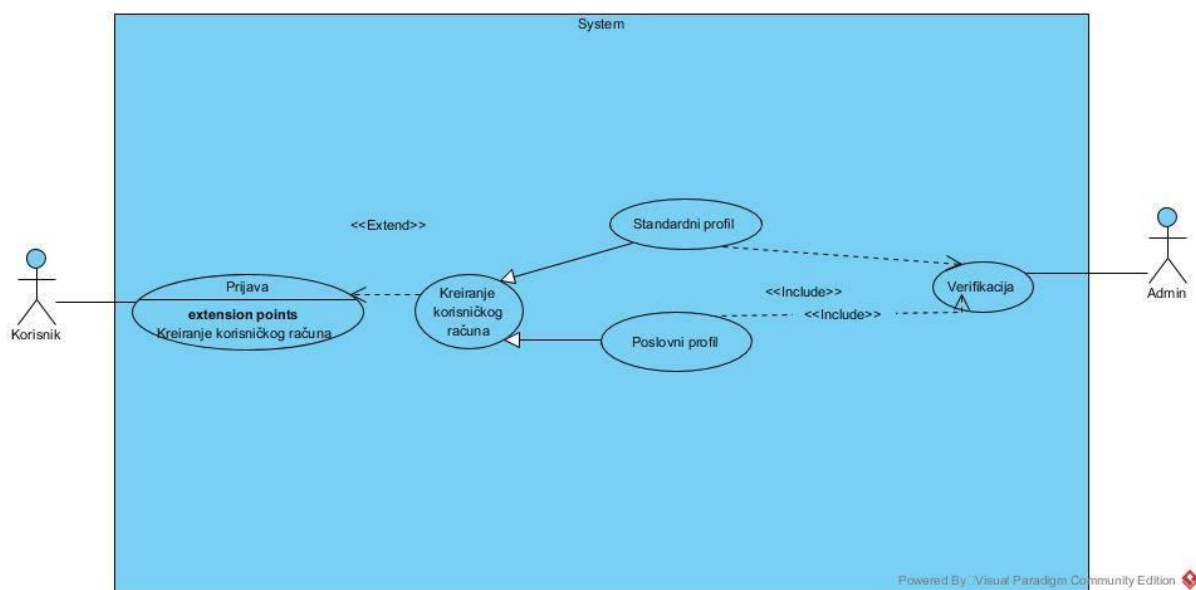 System
<<Extend>>
Standardni profil
Prijava
extension points
Kreiranje korisničkog računa
Kreiranje
korisničkog
računa
<<Include>>
<<Include>>
Poslovni profil
Verifikacija
Korisnik
Admin
Powered By Visual Paradigm Community Edition